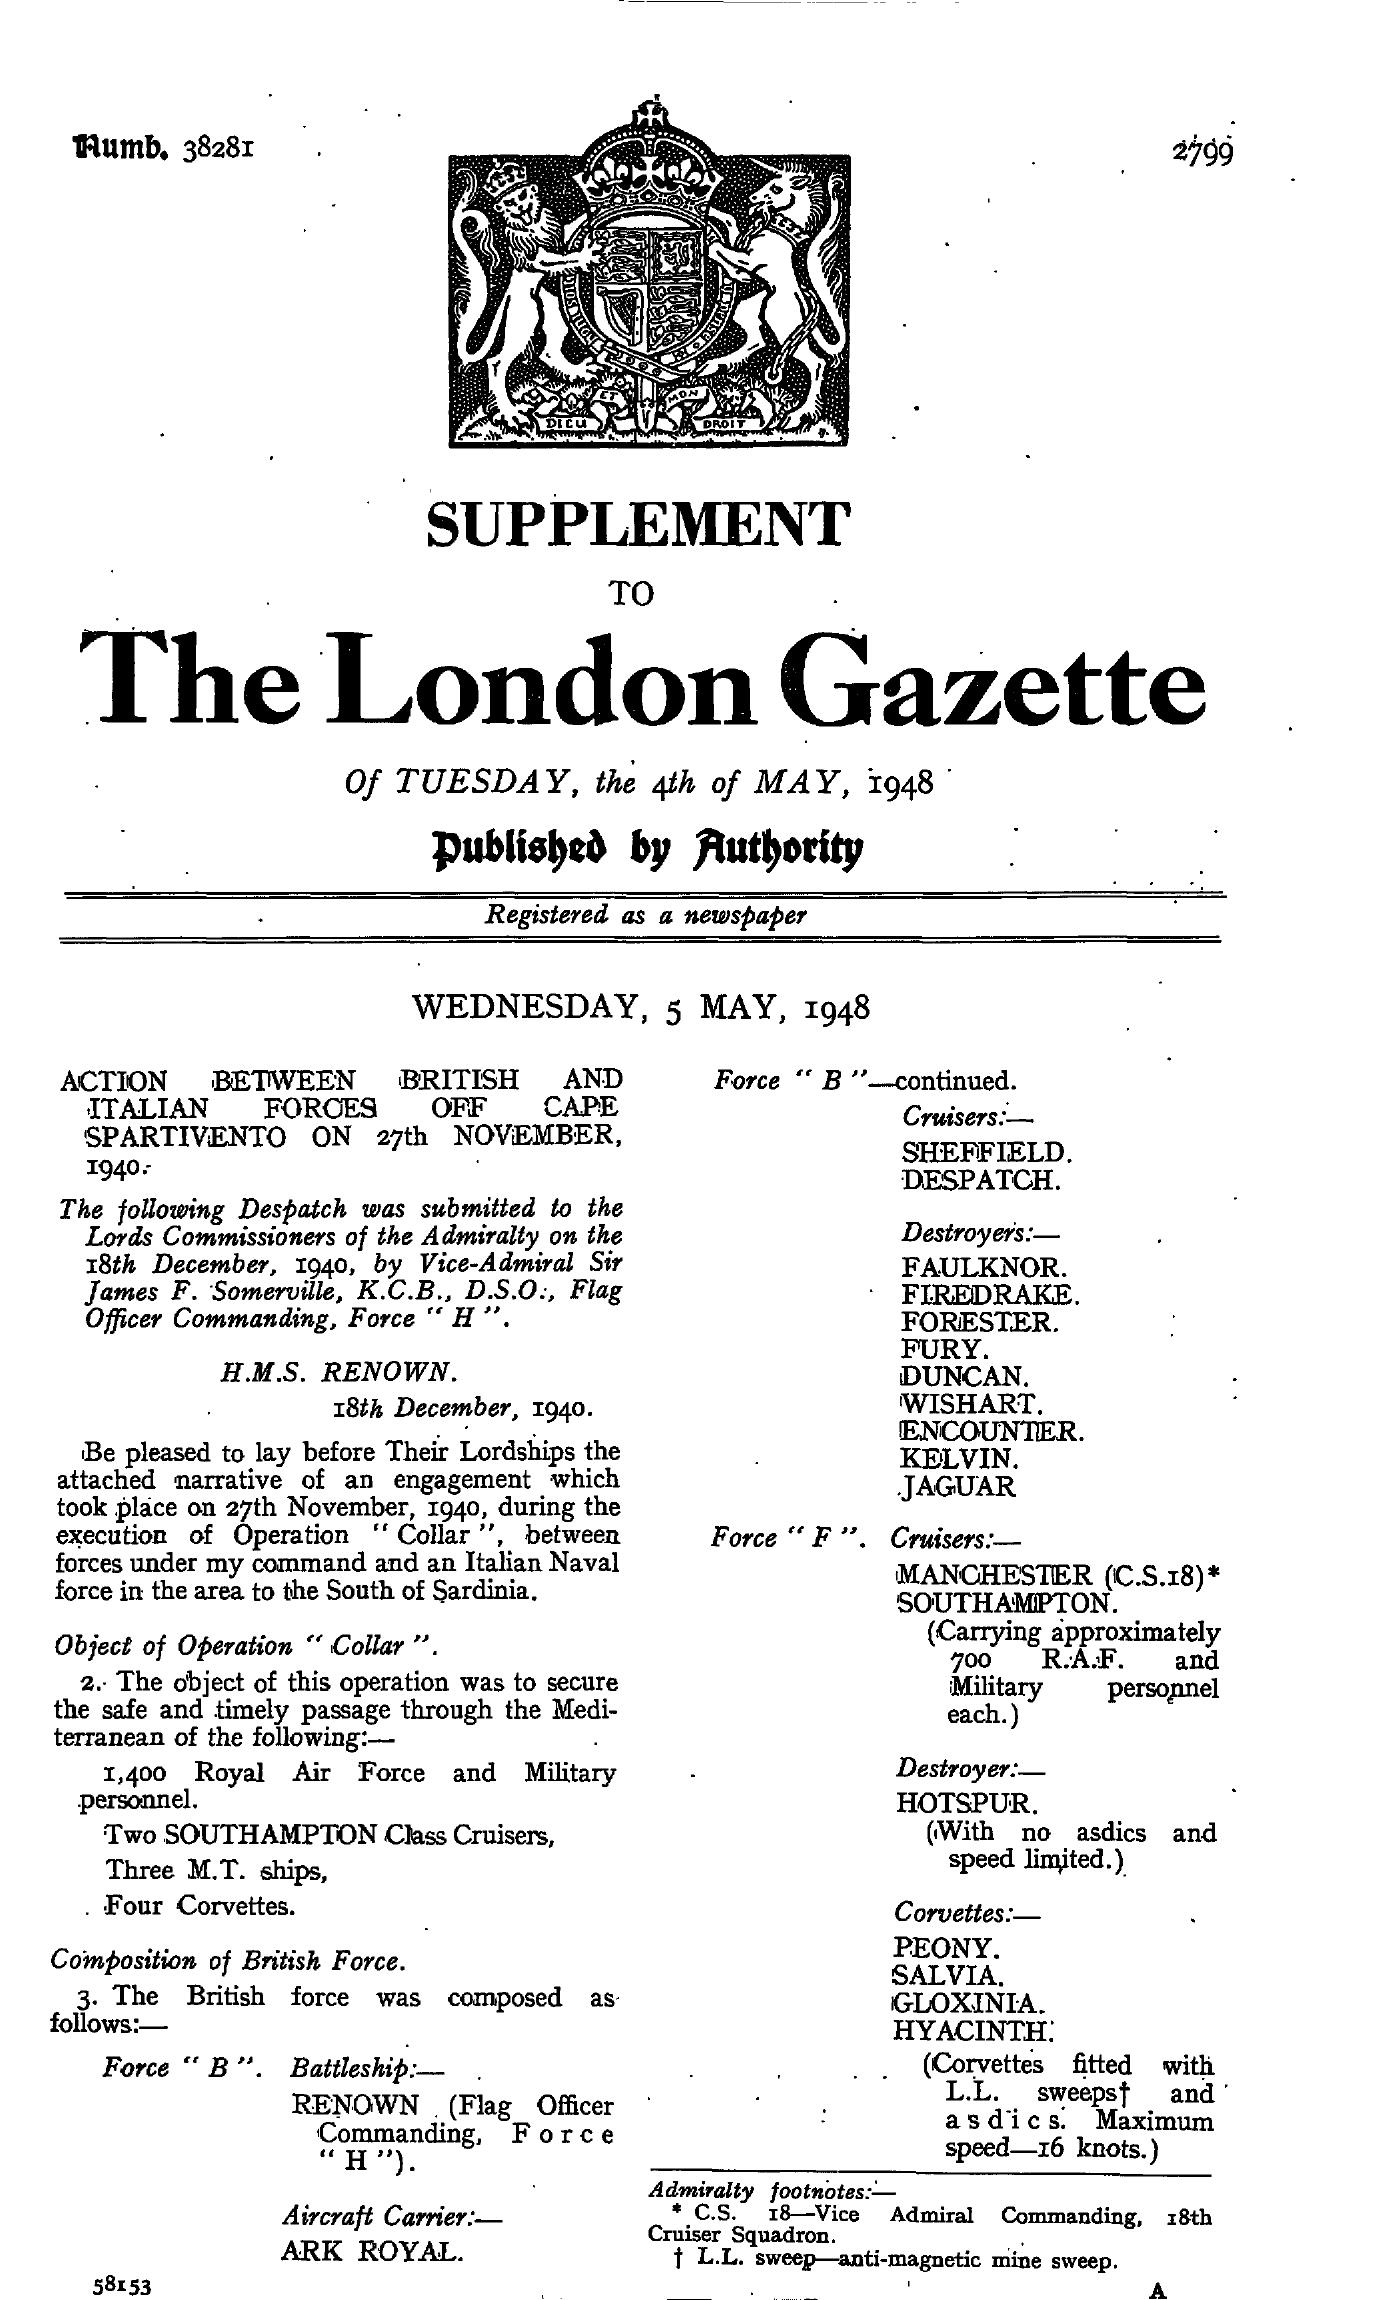 Numb. 38281
2799
ET
MON
DIEU
DROIT
SUPPLEMENT
TO
The London Gazette
Of TUESDAY, the 4th of MAY, 1948
Published by Authority
Registered as a newspaper
WEDNESDAY, 5 MAY, 1948
ACTION BETWEEN BRITISH AND
ITALIAN FORCES OFF CAPE
SPARTIVENTO ON 27th NOVEMBER,
1940.
The following Despatch was submitted to the
Lords Commissioners of the Admiralty on the
18th December, 1940, by Vice-Admiral Sir
James F. Somerville, K.C.B., D.S.O., Flag
Officer Commanding, Force " H ".
H.M.S. RENOWN.
18th December, 1940.
Be pleased to lay before Their Lordships the
attached narrative of an engagement which
took place on 27th November, 1940, during the
execution of Operation " Collar ", between
forces under my command and an Italian Naval
force in the area to the South of Sardinia.
Object of Operation " Collar ".
2. The object of this operation was to secure
the safe and timely passage through the Medi-
terranean of the following:—
1,400 Royal Air Force and Military
personnel.
Two SOUTHAMPTON Class Cruisers,
Three M.T. ships,
Four Corvettes.
Composition of British Force.
3. The British force was composed as
follows:—
Force " B ". Battleship:—
RENOWN (Flag Officer
Commanding, Force
" H ").
Aircraft Carrier:—
ARK ROYAL.
58153
Force " B "—continued.
Cruisers:—
SHEFFIELD.
DESPATCH.
Destroyers:—
FAULKNOR.
FIREDRAKE.
FORESTER.
FURY.
DUNCAN.
WISHART.
ENCOUNTER.
KELVIN.
JAGUAR
Force " F ". Cruisers:—
MANCHESTER (C.S.18)*
SOUTHAMPTON.
(Carrying approximately
700 R.A.F. and
Military personnel
each.)
Destroyer:—
HOTSPUR.
(With no asdics and
speed limited.)
Corvettes:—
PEONY.
SALVIA.
GLOXINIA.
HYACINTH.
(Corvettes fitted with
L.L. sweeps† and
asdics. Maximum
speed—16 knots.)
Admiralty footnotes:—
* C.S. 18—Vice Admiral Commanding, 18th
Cruiser Squadron.
† L.L. sweep—anti-magnetic mine sweep.
A